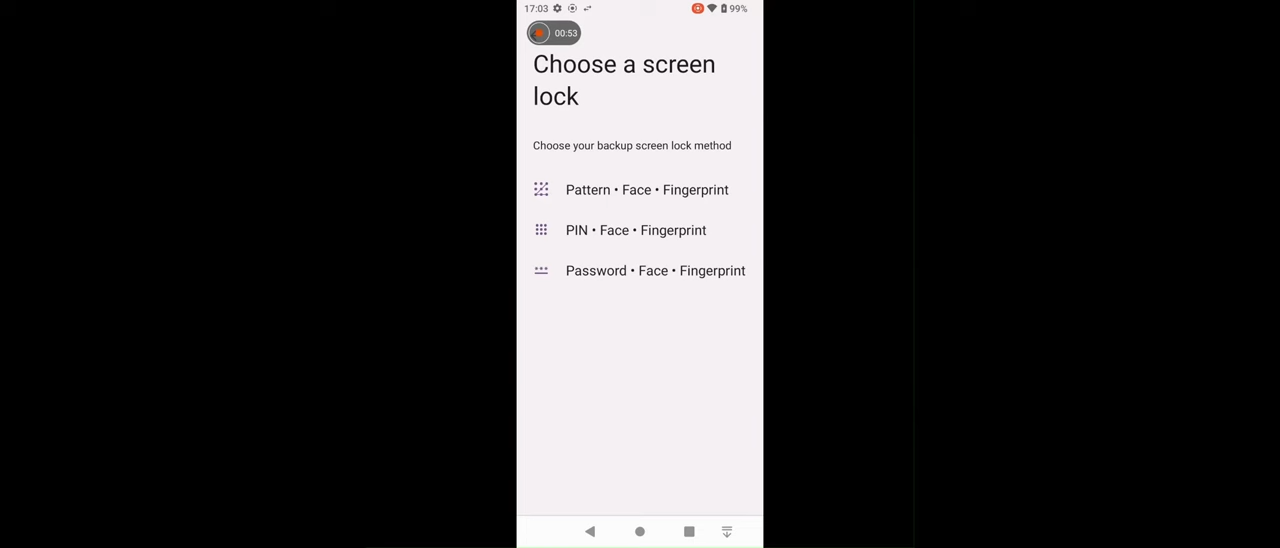 17:03 99%
00:53
Choose a screen
lock
Choose your backup screen lock method
Pattern • Face • Fingerprint
PIN • Face • Fingerprint
Password • Face • Fingerprint